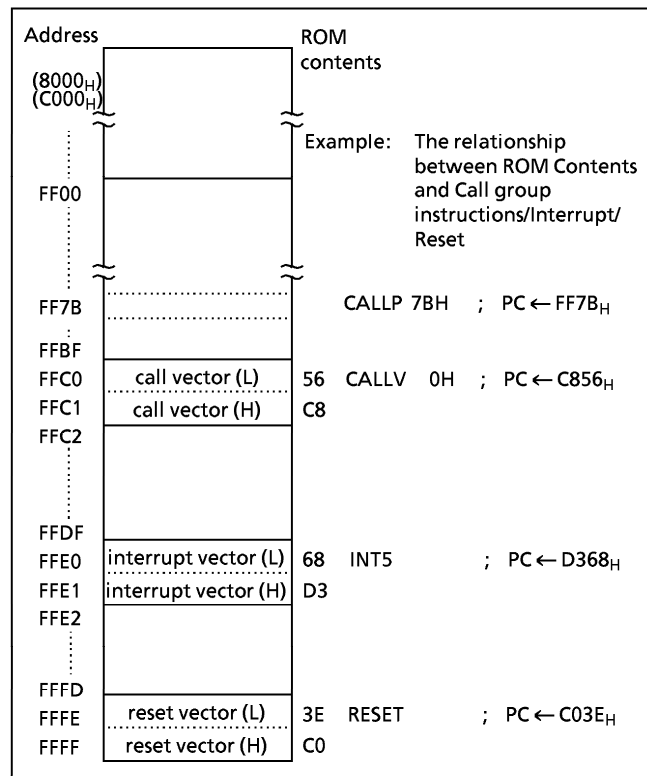 Address ROM contents
(8000H)
(C000H)
Example: The relationship
between ROM Contents
and Call group
instructions/Interrupt/
Reset
FF00
FF7B CALLP 7BH ; PC ← FF7BH
FFBF
FFC0 call vector (L) 56 CALLV 0H ; PC ← C856H
FFC1 call vector (H) C8
FFC2
FFDF
FFE0 interrupt vector (L) 68 INT5 ; PC ← D368H
FFE1 interrupt vector (H) D3
FFE2
FFFD
FFFE reset vector (L) 3E RESET ; PC ← C03EH
FFFF reset vector (H) C0